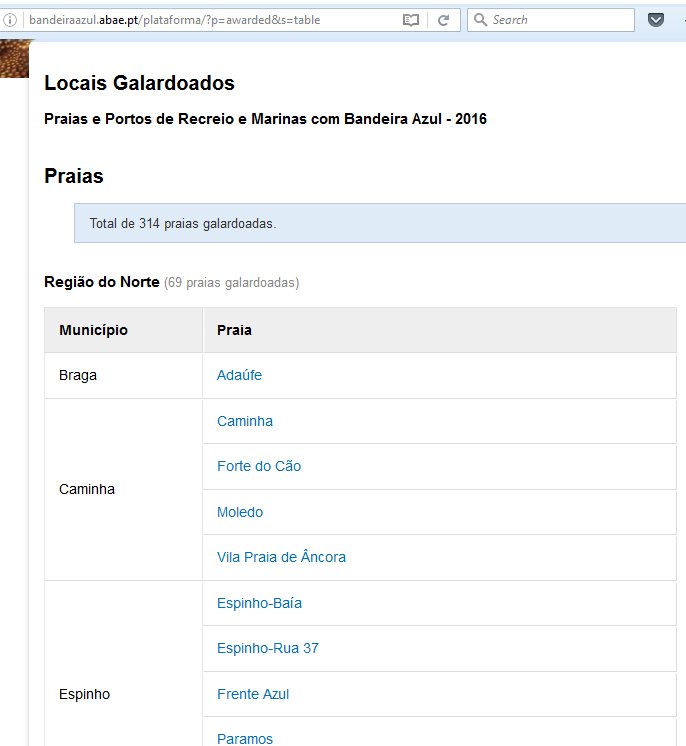 bandeiraazul.abae.pt/plataforma/?p=awarded&s=table
Search
Locais Galardoados
Praias e Portos de Recreio e Marinas com Bandeira Azul - 2016
Praias
Total de 314 praias galardoadas.
Região do Norte (69 praias galardoadas)
Município Praia
Braga Adaúfe
Caminha Caminha
Forte do Cão
Moledo
Vila Praia de Âncora
Espinho Espinho-Baía
Espinho-Rua 37
Frente Azul
Paramos